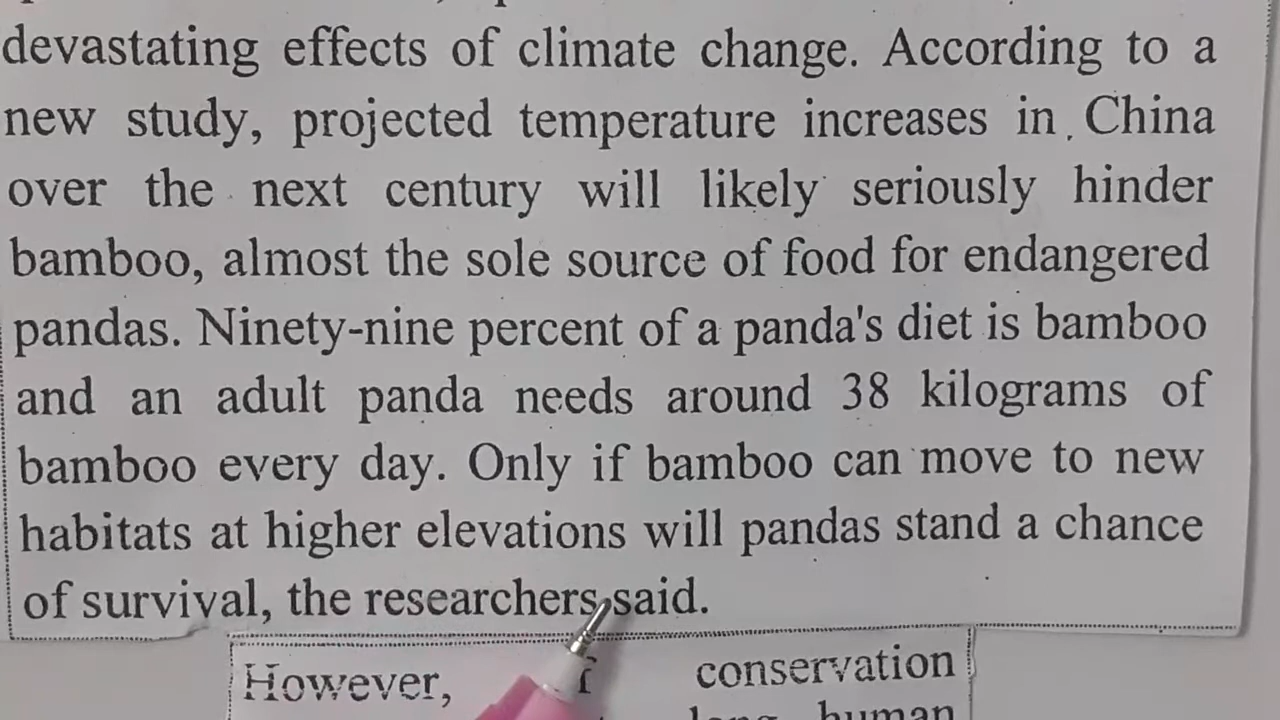 devastating effects of climate change. According to a
new study, projected temperature increases in China
over the next century will likely seriously hinder
bamboo, almost the sole source of food for endangered
pandas. Ninety-nine percent of a panda's diet is bamboo
and an adult panda needs around 38 kilograms of
bamboo every day. Only if bamboo can move to new
habitats at higher elevations will pandas stand a chance
of survival, the researchers said.
However, conservation
long human